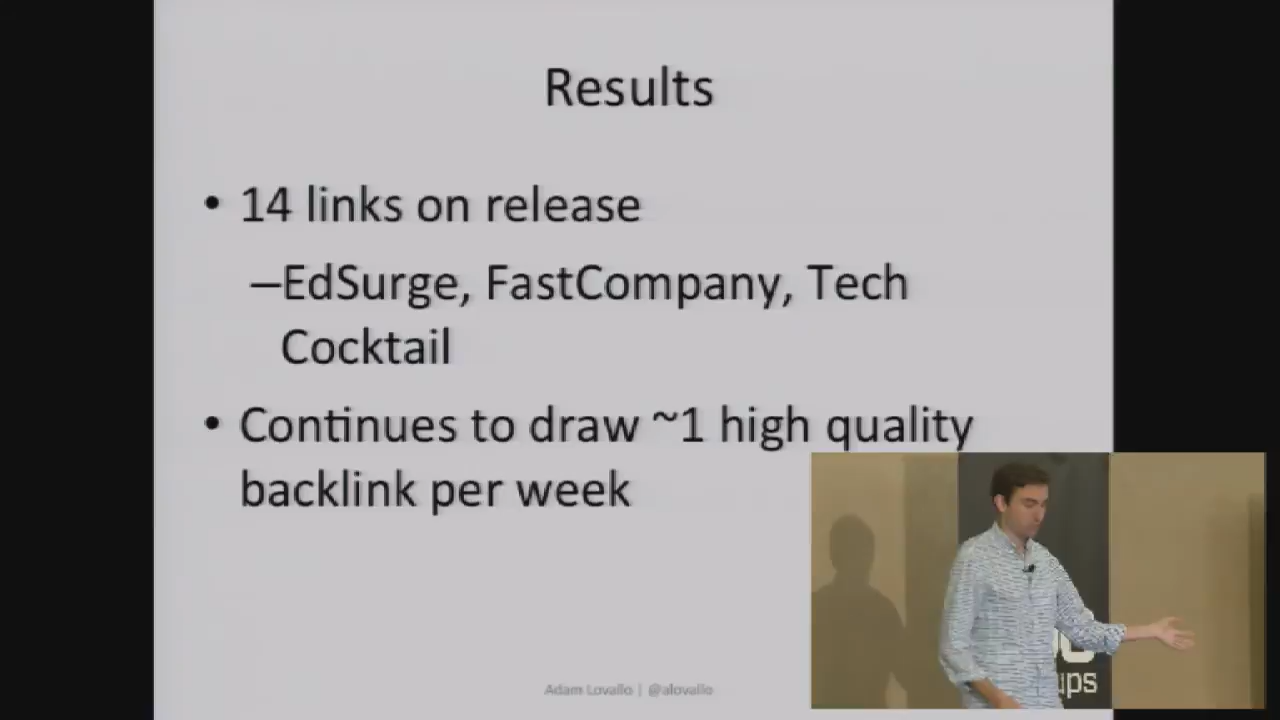 Results
• 14 links on release
–EdSurge, FastCompany, Tech
Cocktail
• Continues to draw ~1 high quality
backlink per week
Adam Lovallo | @alovallo
ups